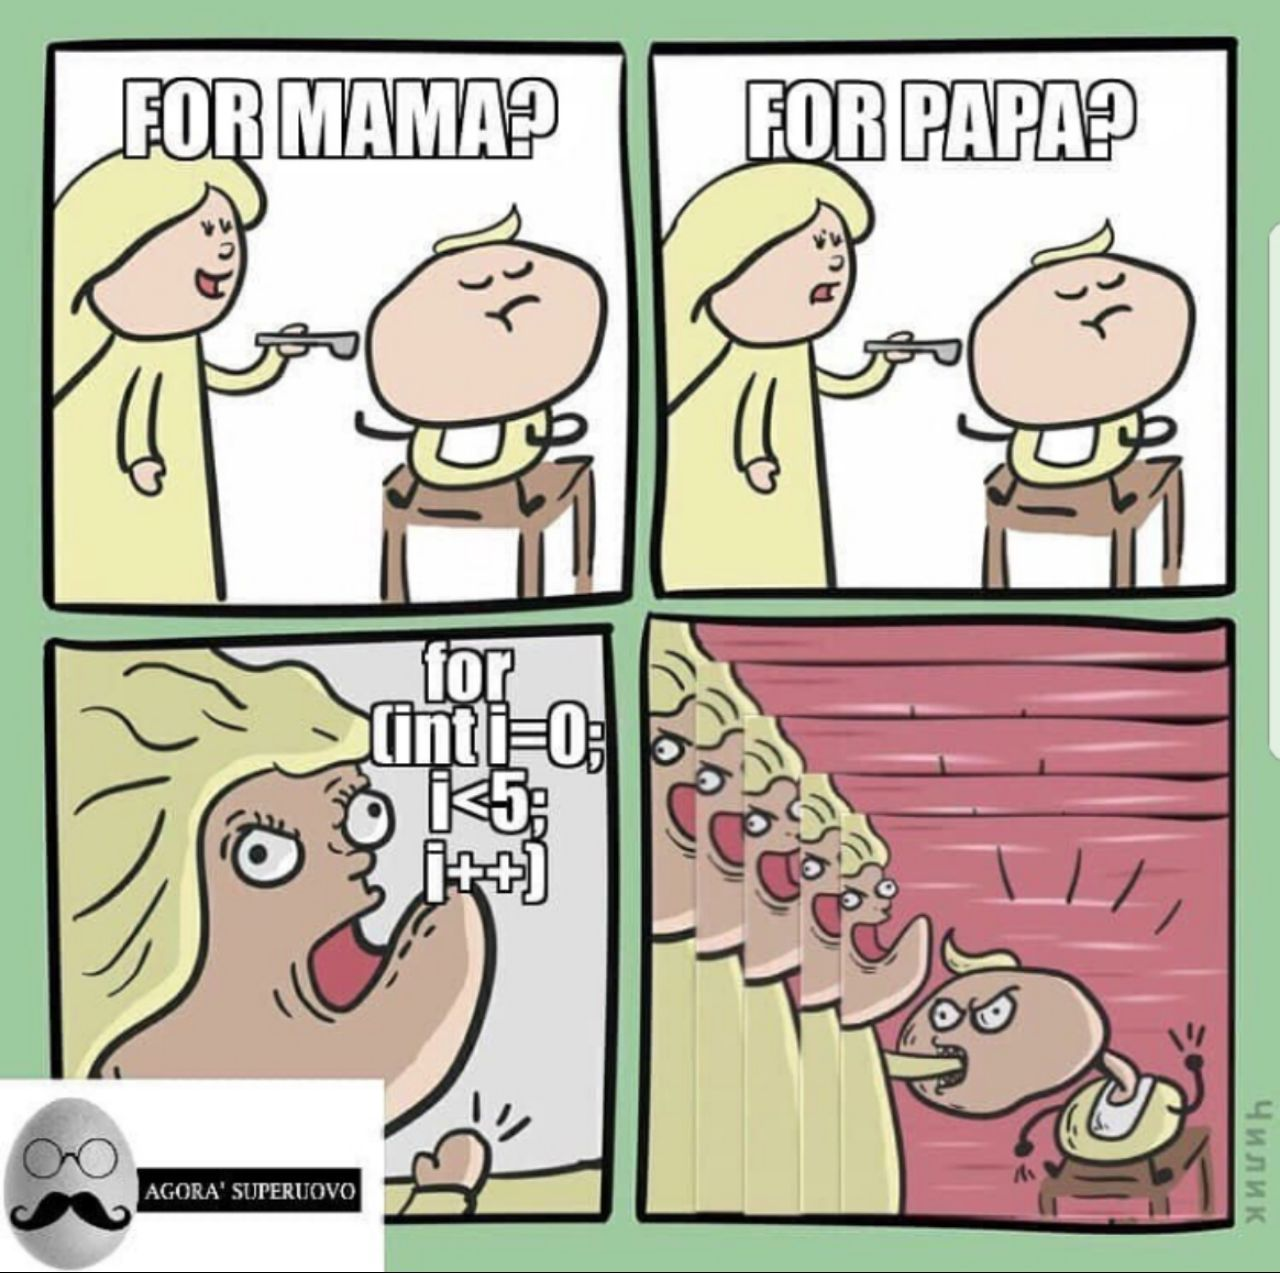 FOR MAMA?
FOR PAPA?
for
(int i=0;
i<5;
i++)
AGORA' SUPERUOVO
Чилик